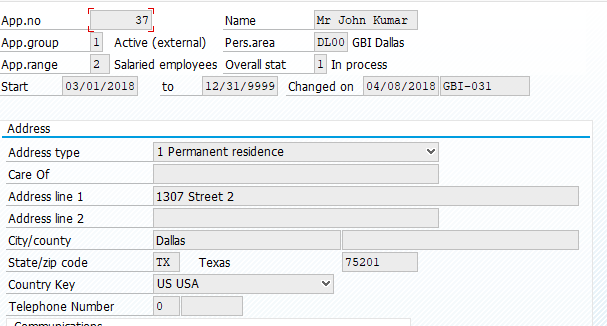 App.no 37 Name Mr John Kumar
App.group 1 Active (external) Pers.area DL00 GBI Dallas
App.range 2 Salaried employees Overall stat 1 In process
Start 03/01/2018 to 12/31/9999 Changed on 04/08/2018 GBI-031
Address
Address type 1 Permanent residence
Care Of
Address line 1 1307 Street 2
Address line 2
City/county Dallas
State/zip code TX Texas 75201
Country Key US USA
Telephone Number 0
Communications